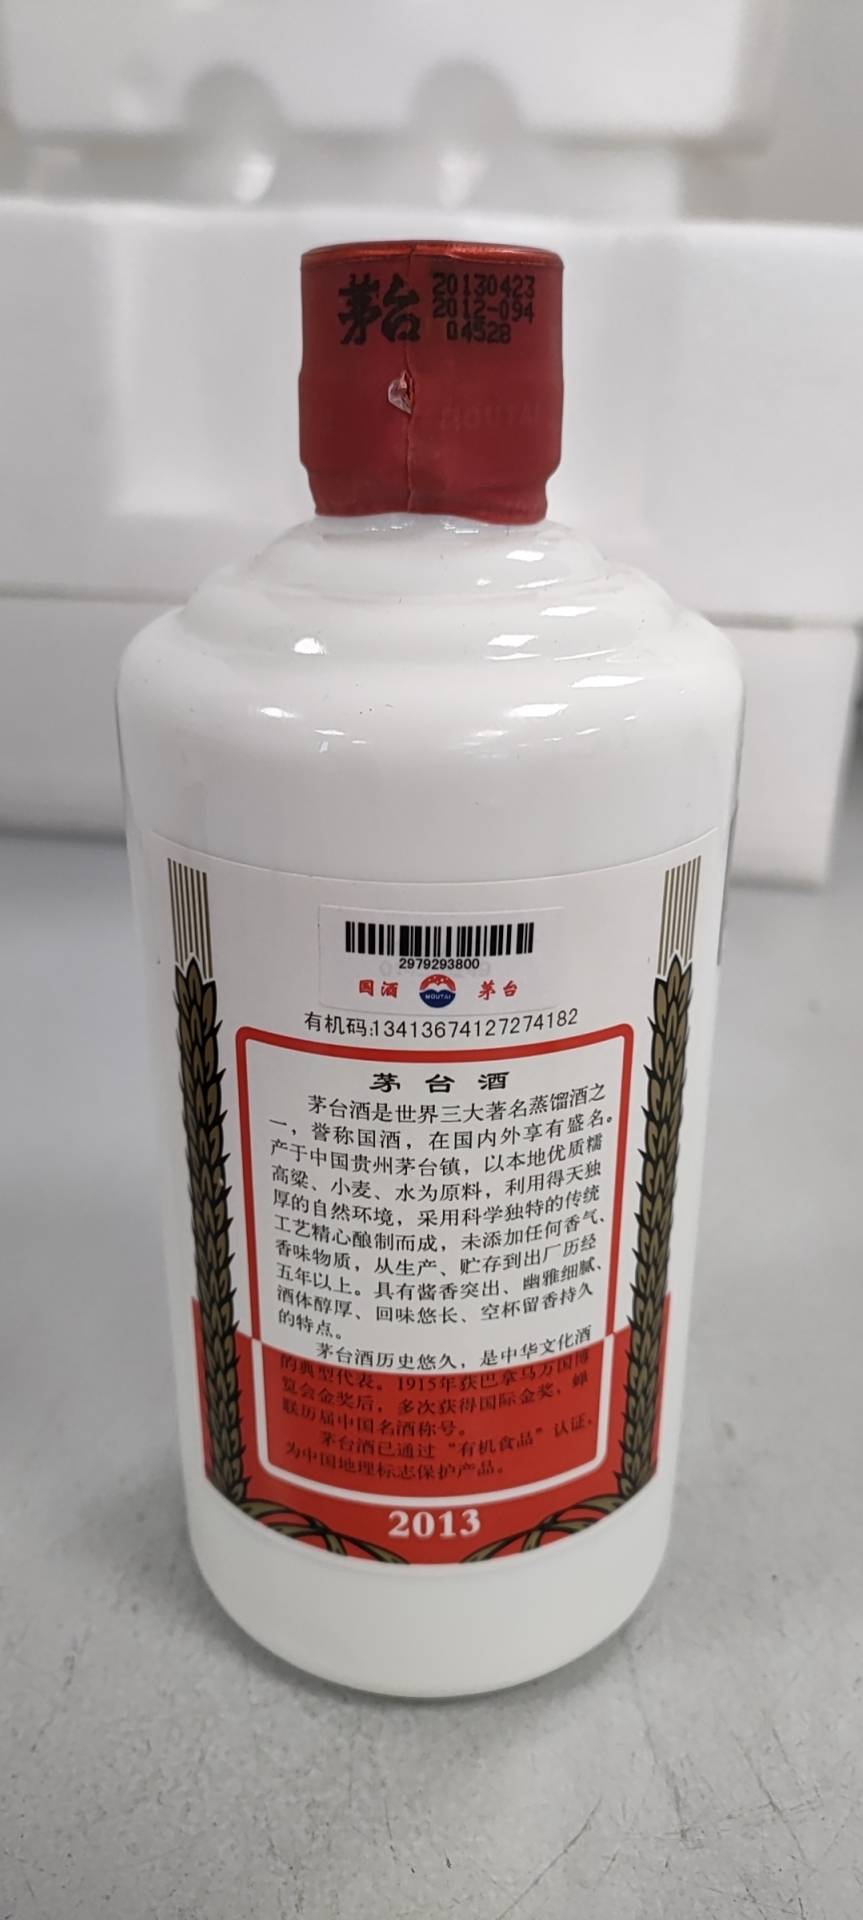 茅台
20130423
2012-094
04528
MOUTAI
2979293800
国酒 MOUTAI 茅台
有机码:13413674127274182
茅台酒
茅台酒是世界三大著名蒸馏酒之
一，誉称国酒，在国内外享有盛名。
产于中国贵州茅台镇，以本地优质糯
高粱、小麦、水为原料，利用得天独
厚的自然环境，采用科学独特的传统
工艺精心酿制而成，未添加任何香气、
香味物质，从生产、贮存到出厂历经
五年以上。具有酱香突出、幽雅细腻、
酒体醇厚、回味悠长、空杯留香持久
的特点。
茅台酒历史悠久，是中华文化酒
的典型代表。1915年获巴拿马万国博
览会金奖后，多次获得国际金奖，蝉
联历届中国名酒称号。
茅台酒已通过“有机食品”认证，
为中国地理标志保护产品。
2013